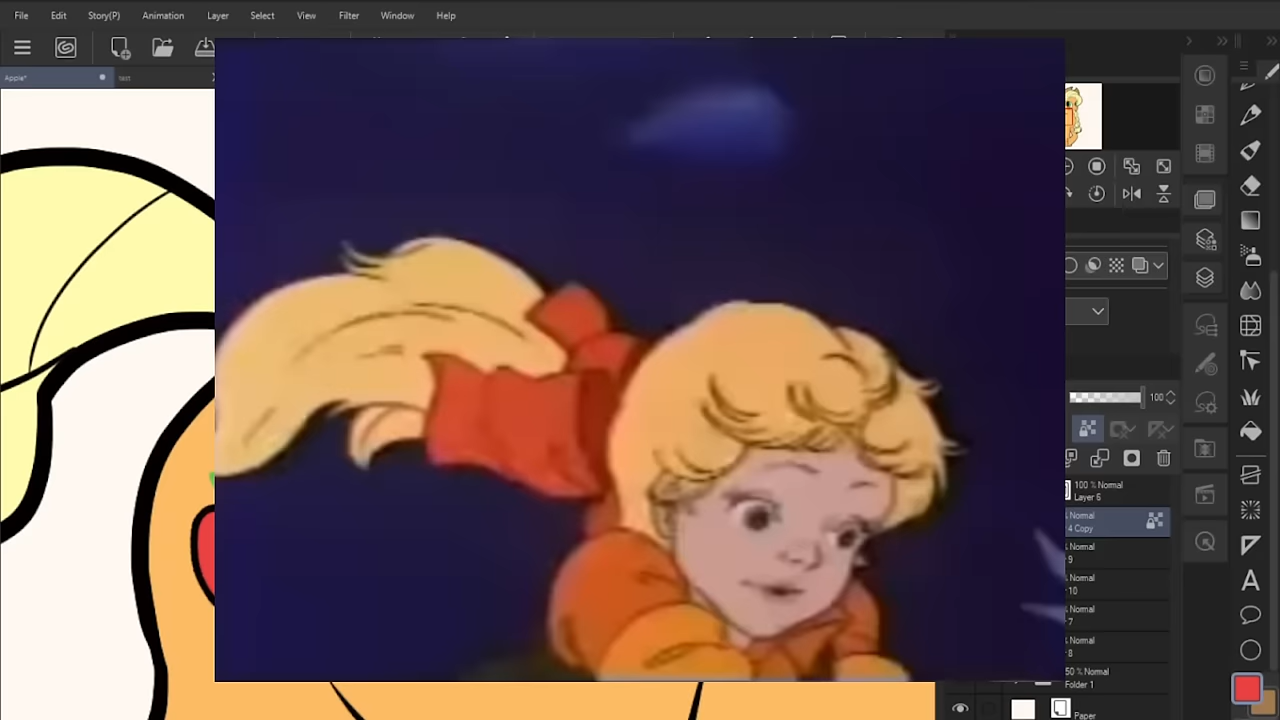 File Edit Story(P) Animation Layer Select View Filter Window Help
Apple* test
100
100 % Normal
Layer 6
Normal
4 Copy
Normal
9
Normal
10
Normal
7
Normal
8
50 % Normal
Folder 1
Paper
A